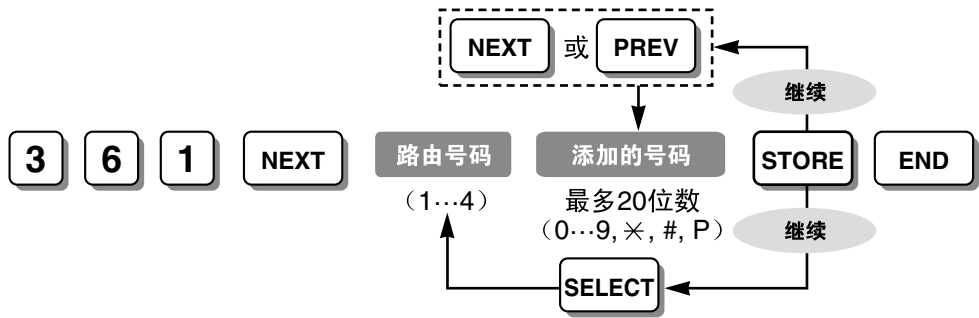 NEXT 或 PREV
继续
3 6 1 NEXT 路由号码 添加的号码 STORE END
（1…4） 最多20位数
（0…9, ✳, #, P）
继续
SELECT